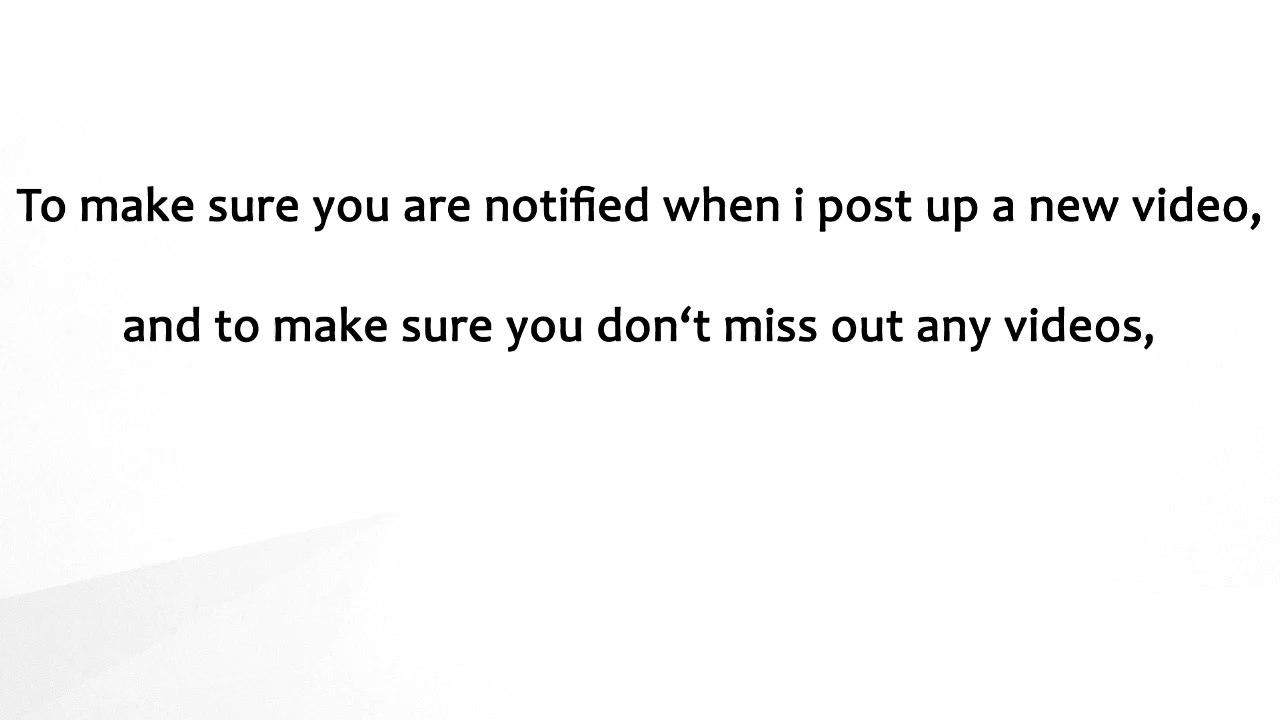 To make sure you are notified when i post up a new video,
and to make sure you don‘t miss out any videos,